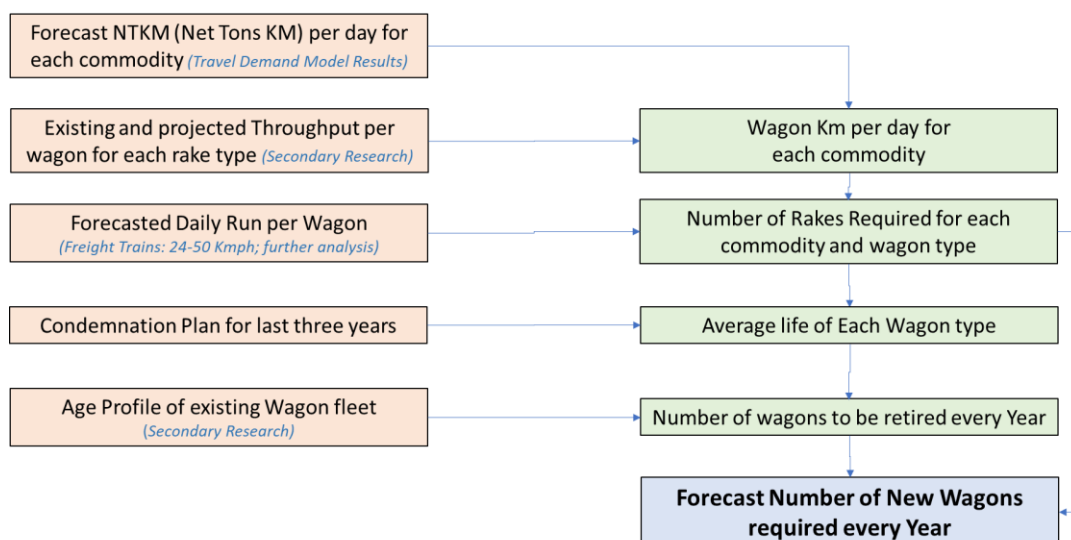 Forecast NTKM (Net Tons KM) per day for
each commodity (Travel Demand Model Results)
Existing and projected Throughput per
wagon for each rake type (Secondary Research)
Wagon Km per day for
each commodity
Forecasted Daily Run per Wagon
(Freight Trains: 24-50 Kmph; further analysis)
Number of Rakes Required for each
commodity and wagon type
Condemnation Plan for last three years
Average life of Each Wagon type
Age Profile of existing Wagon fleet
(Secondary Research)
Number of wagons to be retired every Year
Forecast Number of New Wagons
required every Year